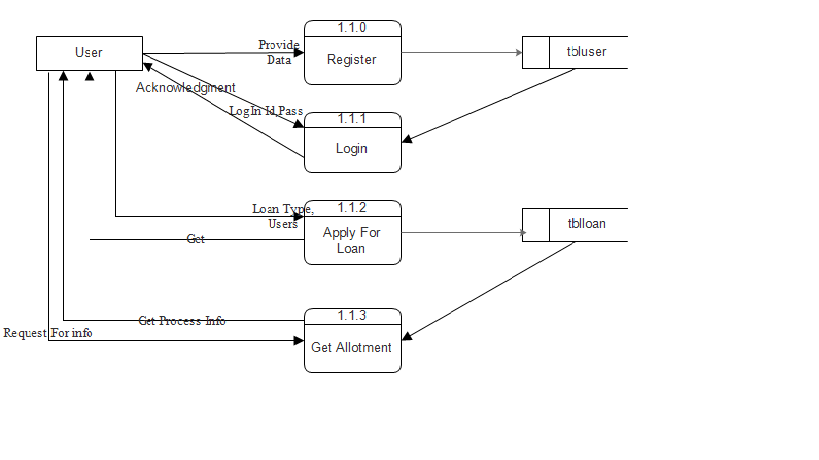 1.1.0
User
Provide
Data
Register
tbluser
Acknowledgment
LogIn Id,Pass
1.1.1
Login
1.1.2
Loan Type,
Users
Apply For
Loan
tblloan
Get
1.1.3
Get Process Info
Request For info
Get Allotment